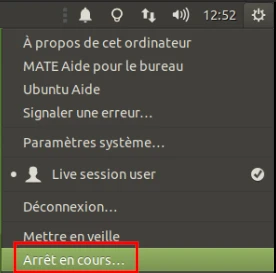 12:52
À propos de cet ordinateur
MATE Aide pour le bureau
Ubuntu Aide
Signaler une erreur…
Paramètres système…
Live session user
Déconnexion…
Mettre en veille
Arrêt en cours…